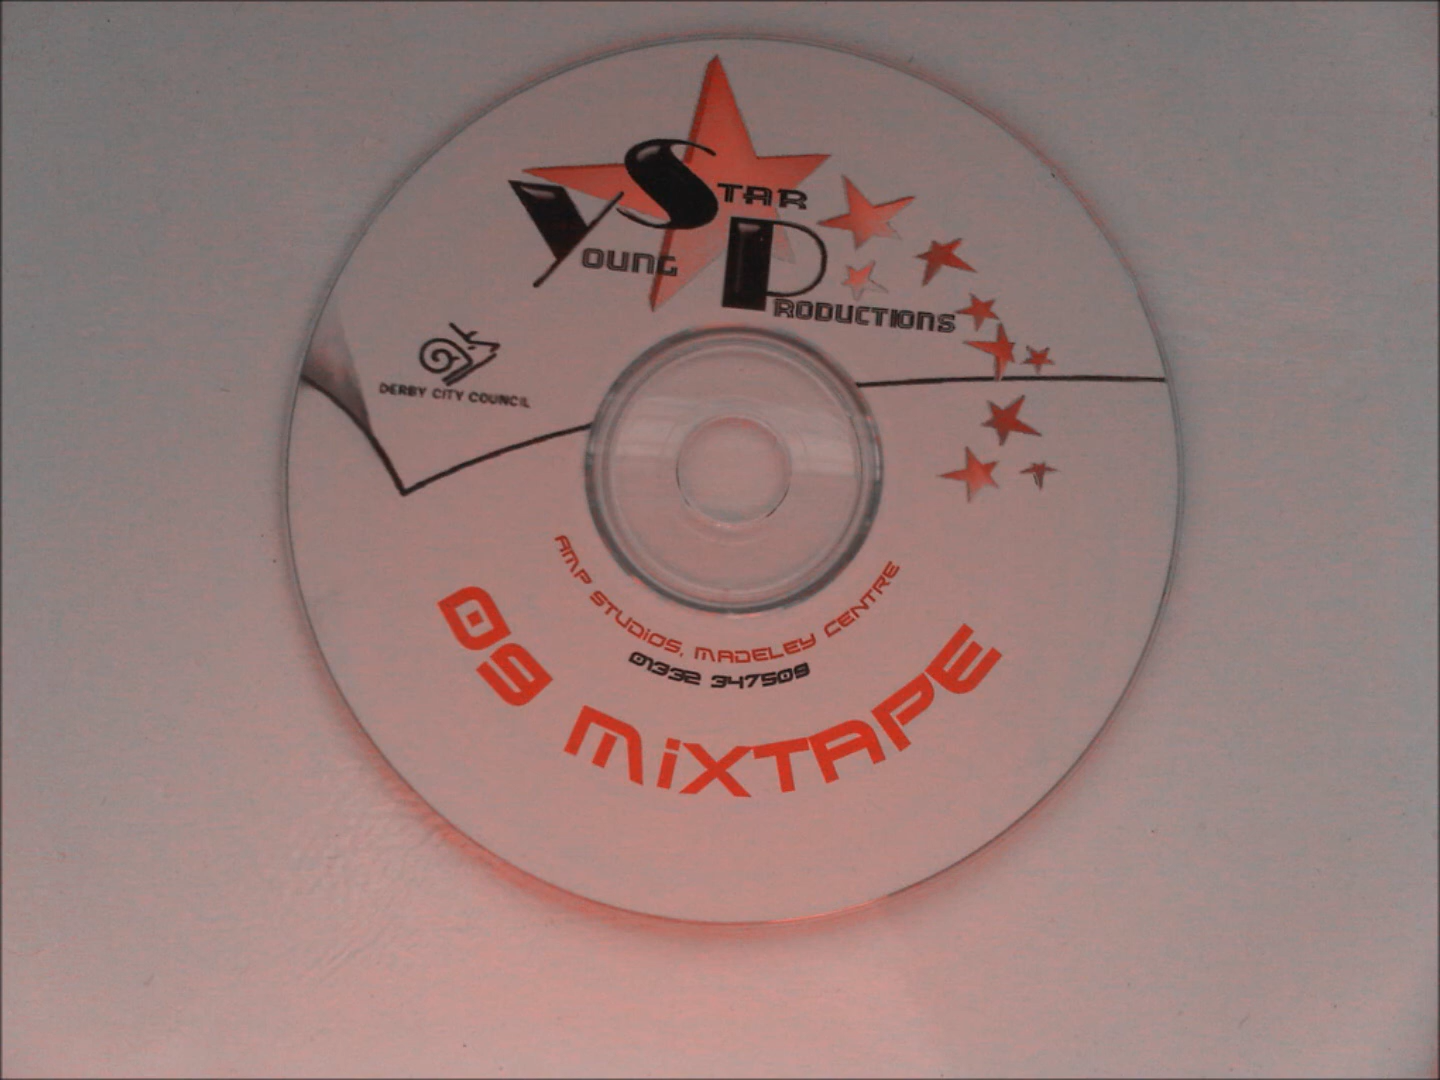 Young Star Productions
DERBY CITY COUNCIL
AMP STUDIOS, MADELEY CENTRE
01332 347509
09 MIXTAPE